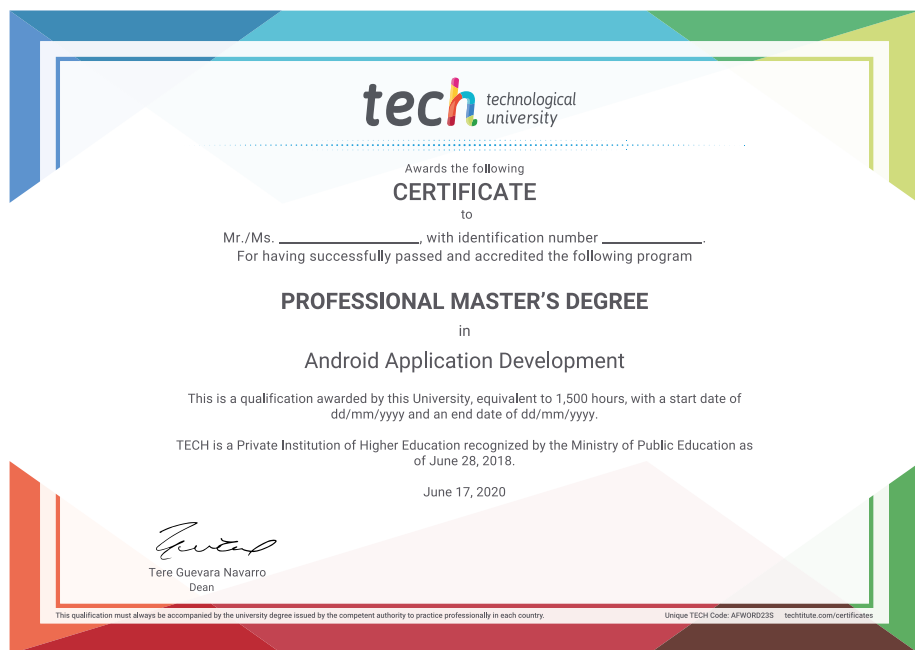 tech technological
university
Awards the following
CERTIFICATE
to
Mr./Ms. ____________, with identification number ____________.
For having successfully passed and accredited the following program
PROFESSIONAL MASTER'S DEGREE
in
Android Application Development
This is a qualification awarded by this University, equivalent to 1,500 hours, with a start date of
dd/mm/yyyy and an end date of dd/mm/yyyy.
TECH is a Private Institution of Higher Education recognized by the Ministry of Public Education as
of June 28, 2018.
June 17, 2020
Tere Guevara Navarro
Dean
This qualification must always be accompanied by the university degree issued by the competent authority to practice professionally in each country. Unique TECH Code: AFWORD23S techtitute.com/certificates